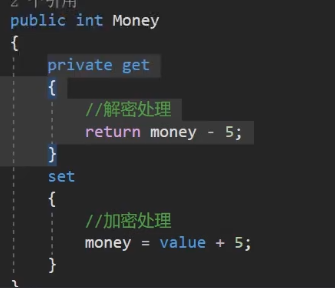 2 个引用
public int Money
{
private get
{
//解密处理
return money - 5;
}
set
{
//加密处理
money = value + 5;
}
}